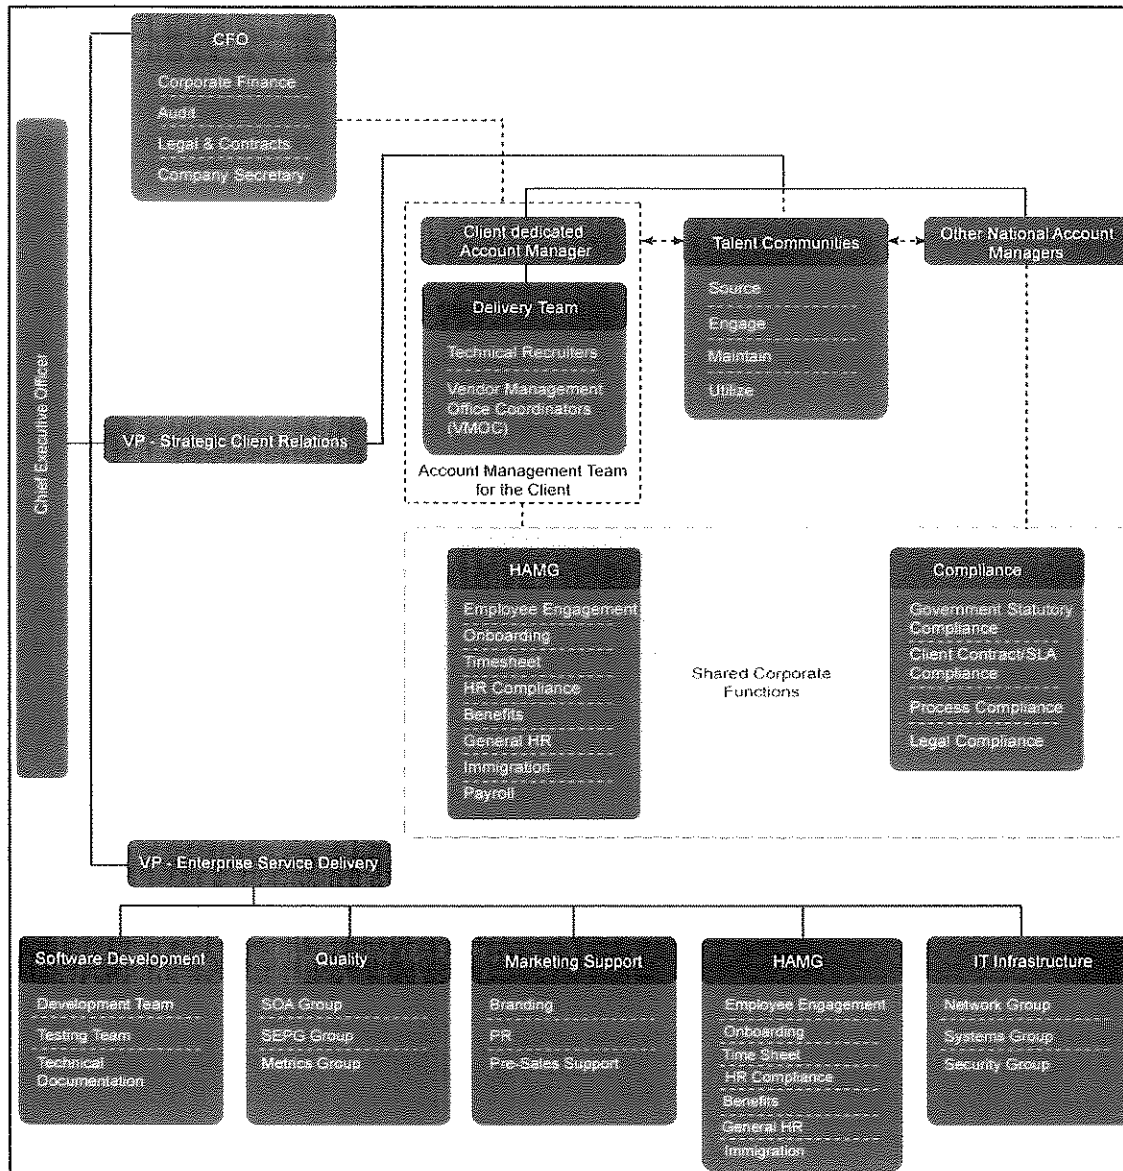 CFO
Corporate Finance
Audit
Legal & Contracts
Company Secretary
Chief Executive Officer
Client dedicated
Account Manager
Talent Communities
Other National Account
Managers
Delivery Team
Technical Recruiters
Vendor Management
Office Coordinators
(VMOC)
Source
Engage
Maintain
Utilize
VP - Strategic Client Relations
Account Management Team
for the Client
HAMG
Employee Engagement
Onboarding
Timesheet
HR Compliance
Benefits
General HR
Immigration
Payroll
Shared Corporate
Functions
Compliance
Government Statutory
Compliance
Client Contract/SLA
Compliance
Process Compliance
Legal Compliance
VP - Enterprise Service Delivery
Software Development
Development Team
Testing Team
Technical
Documentation
Quality
SQA Group
SEPG Group
Metrics Group
Marketing Support
Branding
PR
Pre-Sales Support
HAMG
Employee Engagement
Onboarding
Time Sheet
HR Compliance
Benefits
General HR
Immigration
IT Infrastructure
Network Group
Systems Group
Security Group